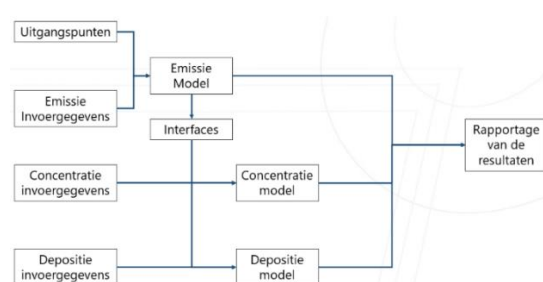 Uitgangspunten
Emissie
Model
Emissie
Invoergegevens
Interfaces
Rapportage
van de
resultaten
Concentratie
invoergegevens
Concentratie
model
Depositie
invoergegevens
Depositie
model